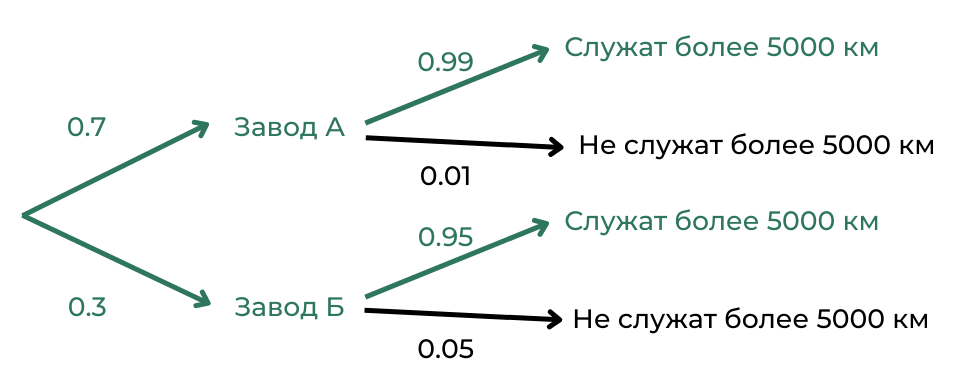 0.99
Служат более 5000 км
0.7
Завод А
Не служат более 5000 км
0.01
0.95
Служат более 5000 км
0.3
Завод Б
Не служат более 5000 км
0.05